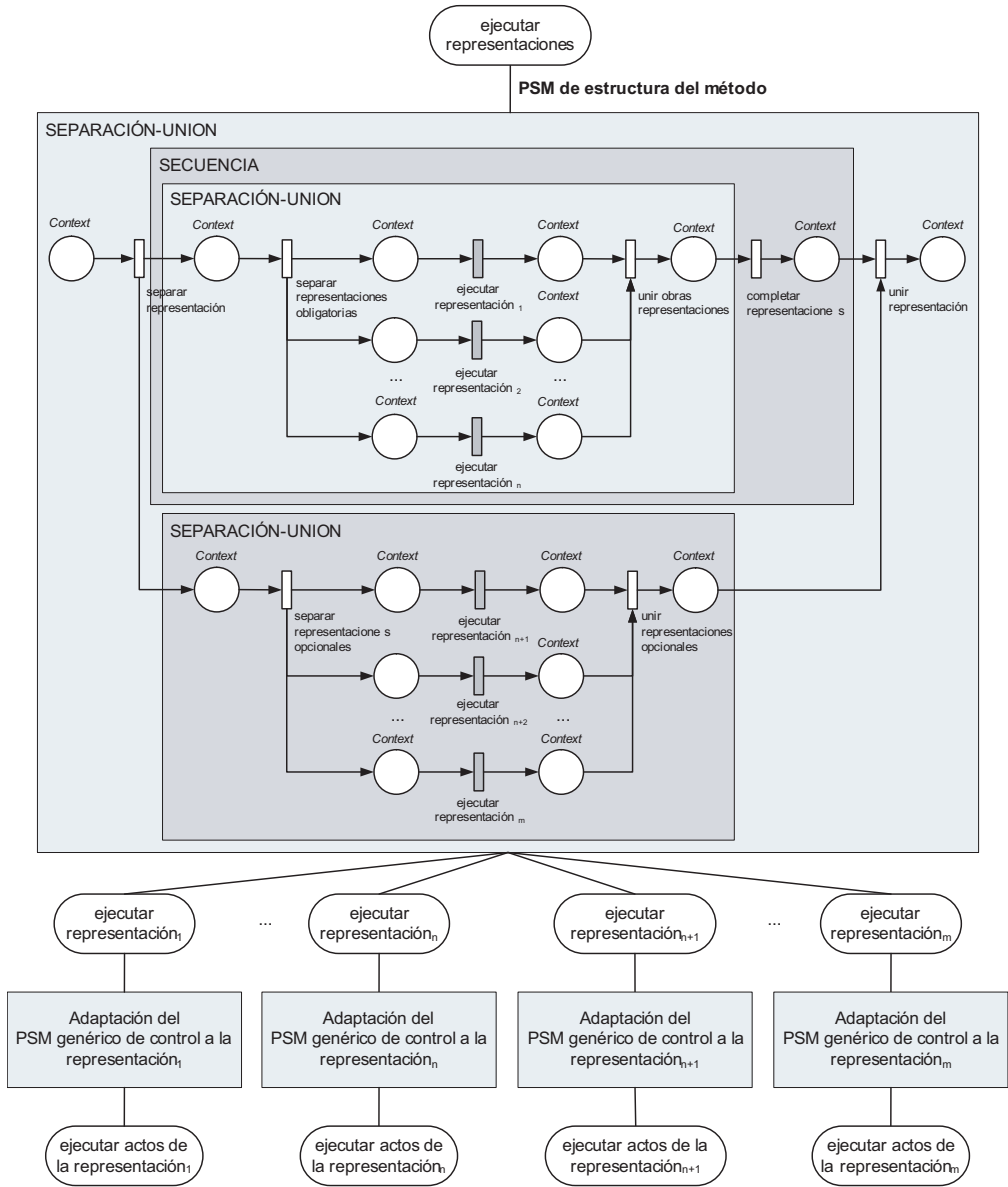 ejecutar
representaciones
PSM de estructura del método
SEPARACIÓN-UNION
SECUENCIA
SEPARACIÓN-UNION
Context
Context
Context
Context
Context
Context
Context
separar
representación
separar
representaciones
obligatorias
ejecutar
representación 1
Context
unir obras
representaciones
completar
representacione s
unir
representación
...
ejecutar
representación 2
...
Context
Context
ejecutar
representación n
SEPARACIÓN-UNION
Context
Context
Context
Context
separar
representacione s
opcionales
ejecutar
representación n+1
Context
unir
representaciones
opcionales
...
ejecutar
representación n+2
...
Context
Context
ejecutar
representación m
ejecutar
representación1
...
ejecutar
representaciónn
ejecutar
representaciónn+1
...
ejecutar
representaciónm
Adaptación del
PSM genérico de control a la
representación1
Adaptación del
PSM genérico de control a la
representaciónn
Adaptación del
PSM genérico de control a la
representaciónn+1
Adaptación del
PSM genérico de control a la
representaciónm
ejecutar actos de
la representación1
ejecutar actos de
la representaciónn
ejecutar actos de la
representaciónn+1
ejecutar actos de
la representaciónm